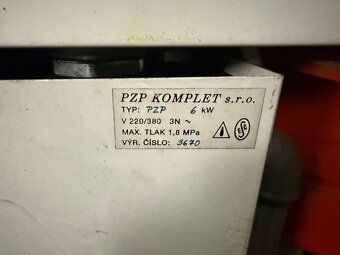 PZP KOMPLET s.r.o.
TYP: PZP 6 kW
V 220/380 3N ~
MAX. TLAK 1,8 MPa
VÝR. ČÍSLO: 3670